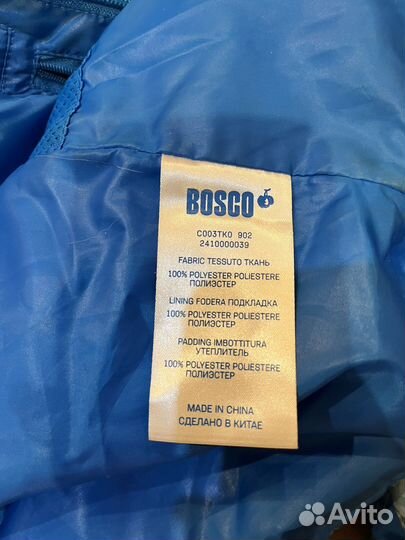 BOSCO
C003TKO 902
2410000039
FABRIC TESSUTO ТКАНЬ
100% POLYESTER POLIESTERE
ПОЛИЭСТЕР
LINING FODERA ПОДКЛАДКА
100% POLYESTER POLIESTERE
ПОЛИЭСТЕР
PADDING IMBOTTITURA
УТЕПЛИТЕЛЬ
100% POLYESTER POLIESTERE
ПОЛИЭСТЕР
MADE IN CHINA
СДЕЛАНО В КИТАЕ
Avito